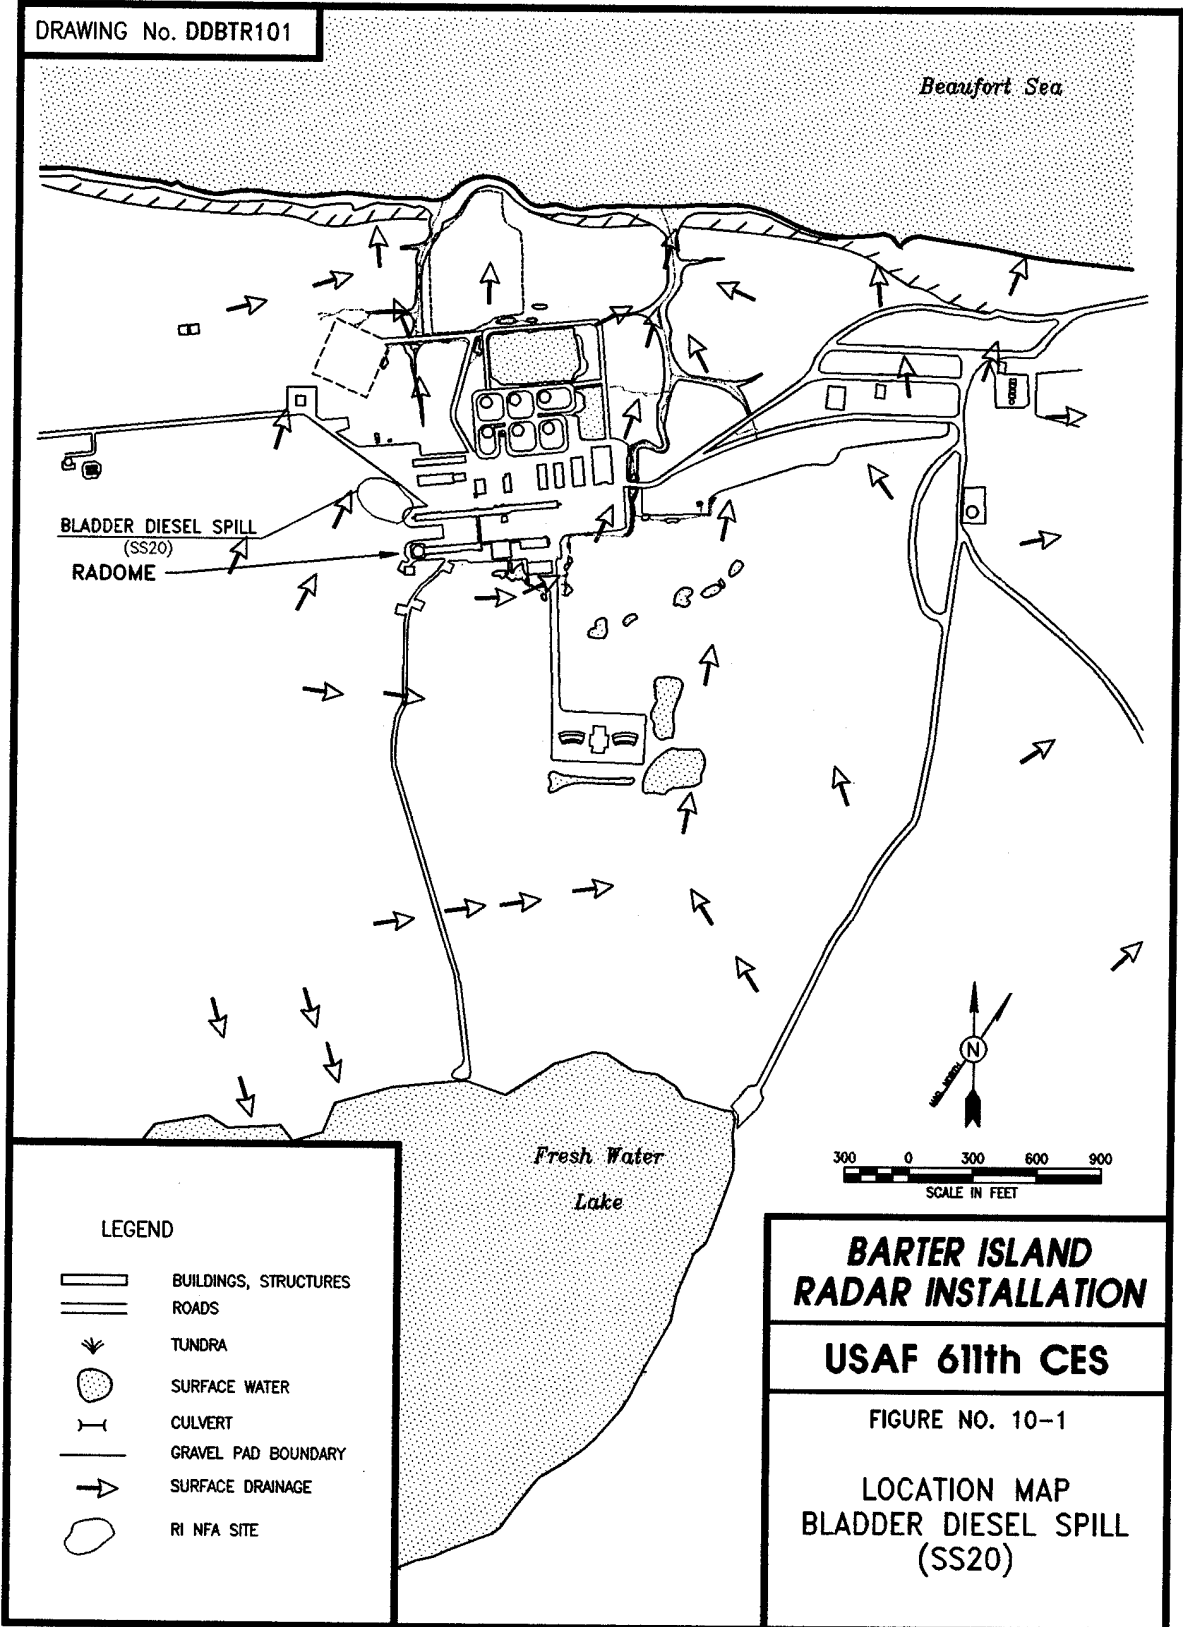 DRAWING No. DDBTR101
Beaufort Sea
BLADDER DIESEL SPILL
(SS20)
RADOME
N
MAG. NORTH
300 0 300 600 900
SCALE IN FEET
Fresh Water
Lake
LEGEND
BUILDINGS, STRUCTURES
ROADS
TUNDRA
SURFACE WATER
CULVERT
GRAVEL PAD BOUNDARY
SURFACE DRAINAGE
RI NFA SITE
BARTER ISLAND
RADAR INSTALLATION
USAF 611th CES
FIGURE NO. 10-1
LOCATION MAP
BLADDER DIESEL SPILL
(SS20)